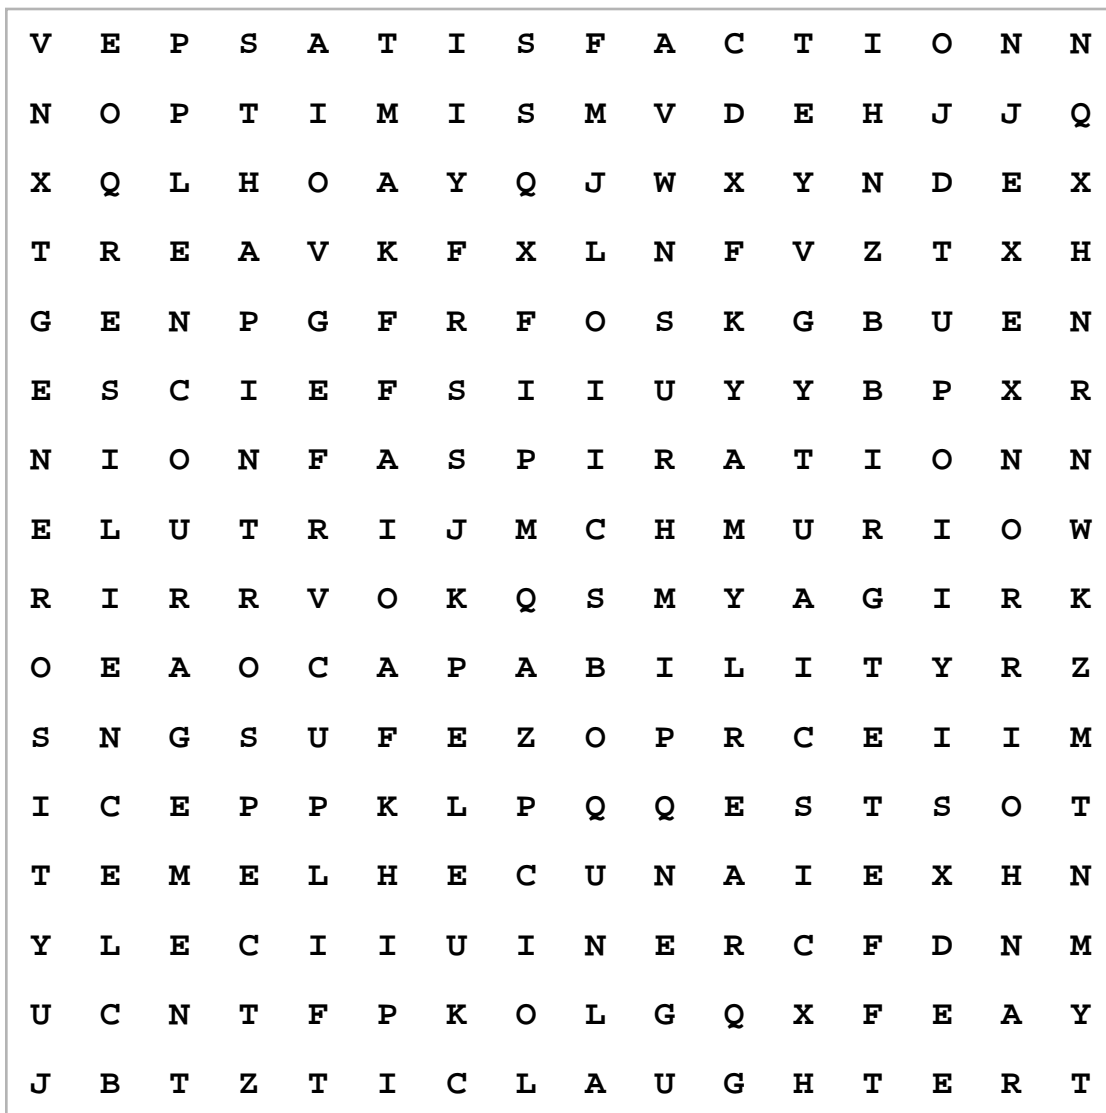 V E P S A T I S F A C T I O N N
N O P T I M I S M V D E H J J Q
X Q L H O A Y Q J W X Y N D E X
T R E A V K F X L N F V Z T X H
G E N P G F R F O S K G B U E N
E S C I E F S I I U Y Y B P X R
N I O N F A S P I R A T I O N N
E L U T R I J M C H M U R I O W
R I R R V O K Q S M Y A G I R K
O E A O C A P A B I L I T Y R Z
S N G S U F E Z O P R C E I I M
I C E P P K L P Q Q E S T S O T
T E M E L H E C U N A I E X H N
Y L E C I I U I N E R C F D N M
U C N T F P K O L G Q X F E A Y
J B T Z T I C L A U G H T E R T